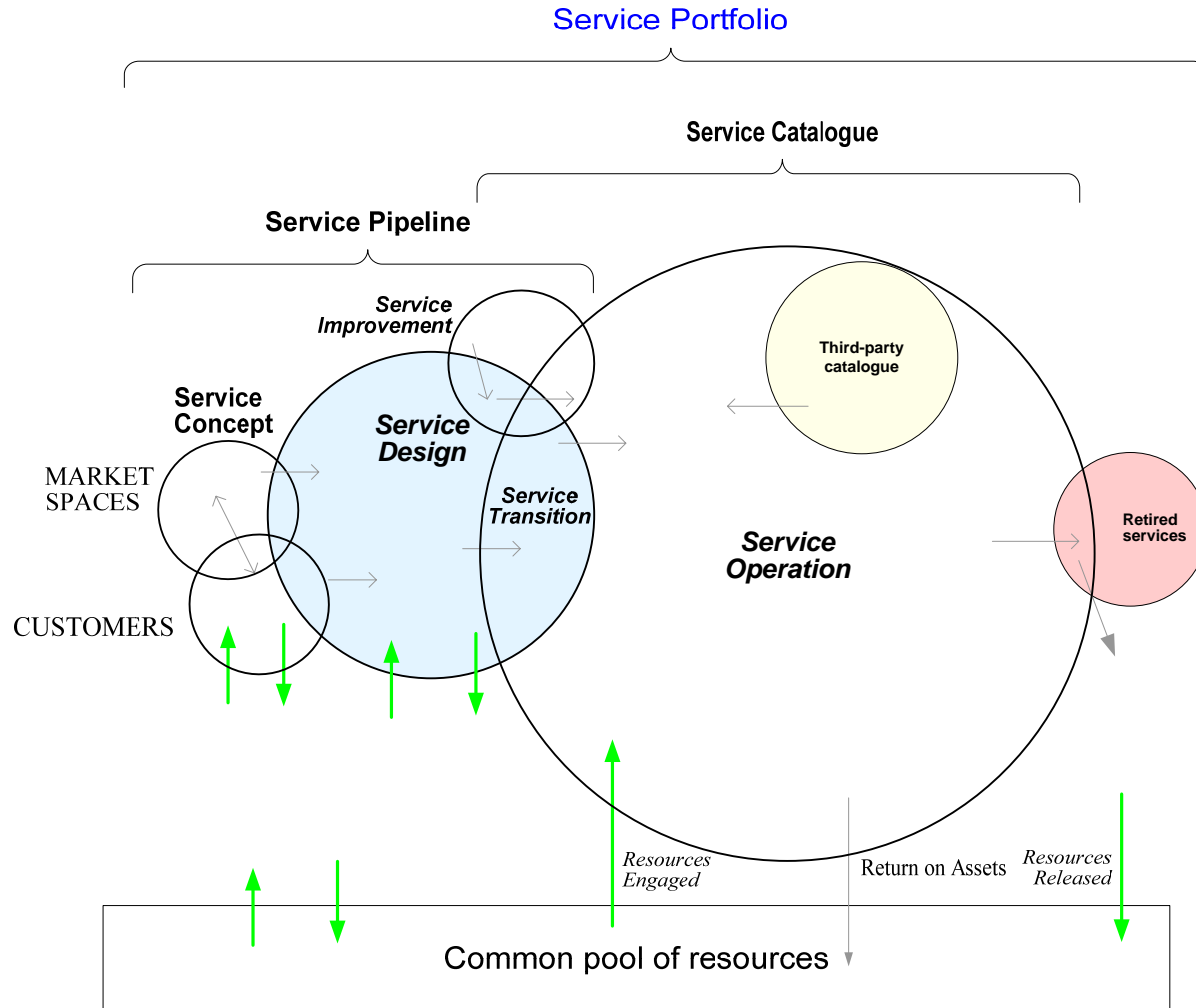 Service Portfolio
Service Catalogue
Service Pipeline
Service
Improvement
Third-party
catalogue
Service
Concept
Service
Design
MARKET
SPACES
Service
Transition
Retired
services
Service
Operation
CUSTOMERS
Resources
Engaged
Return on Assets
Resources
Released
Common pool of resources